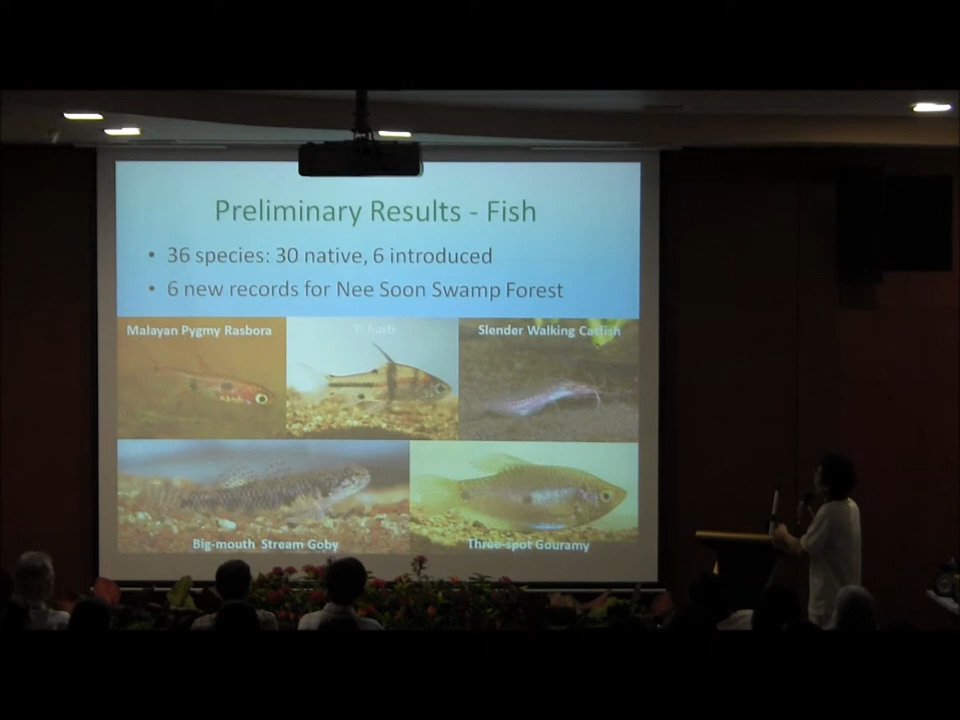 Preliminary Results - Fish
• 36 species: 30 native, 6 introduced
• 6 new records for Nee Soon Swamp Forest
Malayan Pygmy Rasbora
Slender Walking Catfish
Big-mouth Stream Goby
Three-spot Gouramy